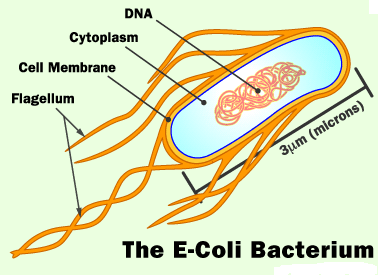 DNA
Cytoplasm
Cell Membrane
Flagellum
3μm (microns)
The E-Coli Bacterium